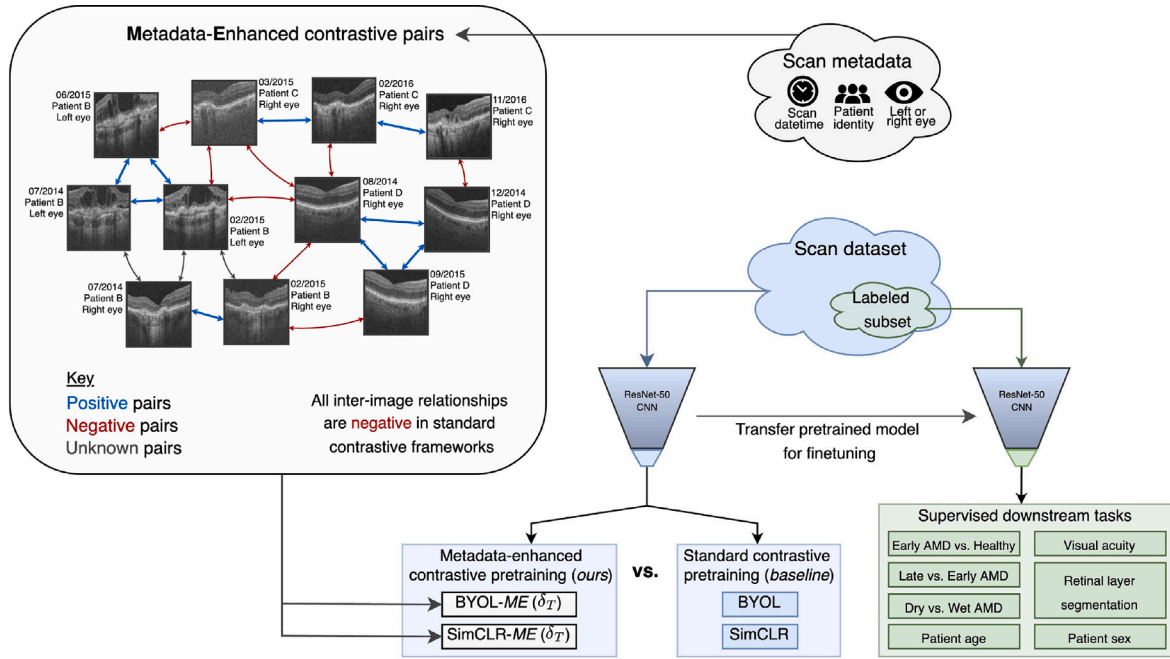 Metadata-Enhanced contrastive pairs
06/2015
Patient B
Left eye
03/2015
Patient C
Right eye
02/2016
Patient C
Right eye
11/2016
Patient C
Right eye
07/2014
Patient B
Left eye
02/2015
Patient B
Left eye
08/2014
Patient D
Right eye
12/2014
Patient D
Right eye
07/2014
Patient B
Right eye
02/2015
Patient B
Right eye
09/2015
Patient D
Right eye
Key
Positive pairs
Negative pairs
Unknown pairs
All inter-image relationships
are negative in standard
contrastive frameworks
Scan metadata
Scan
datetime
Patient
identity
Left or
right eye
Scan dataset
Labeled
subset
ResNet-50
CNN
Transfer pretrained model
for finetuning
ResNet-50
CNN
Metadata-enhanced
contrastive pretraining (ours)
BYOL-ME (δT)
SimCLR-ME (δT)
vs.
Standard contrastive
pretraining (baseline)
BYOL
SimCLR
Supervised downstream tasks
Early AMD vs. Healthy
Late vs. Early AMD
Dry vs. Wet AMD
Patient age
Visual acuity
Retinal layer
segmentation
Patient sex